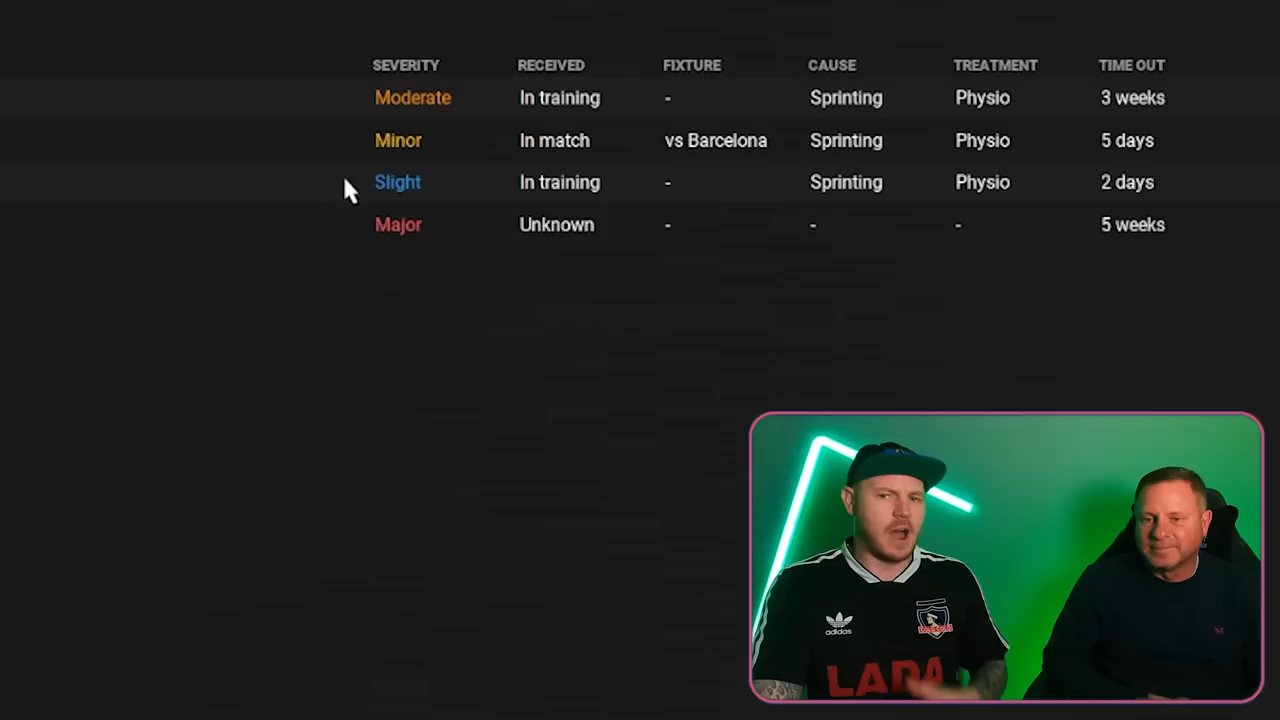 SEVERITY RECEIVED FIXTURE CAUSE TREATMENT TIME OUT
Moderate In training - Sprinting Physio 3 weeks
Minor In match vs Barcelona Sprinting Physio 5 days
Slight In training - Sprinting Physio 2 days
Major Unknown - - - 5 weeks
adidas
LADA